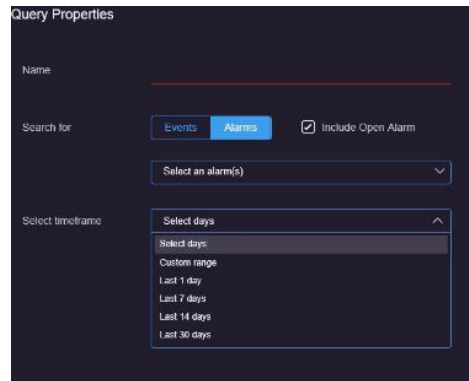 Query Properties
Name
Search for Events Alarms Include Open Alarm
Select an alarm(s)
Select timeframe Select days
Select days
Custom range
Last 1 day
Last 7 days
Last 14 days
Last 30 days